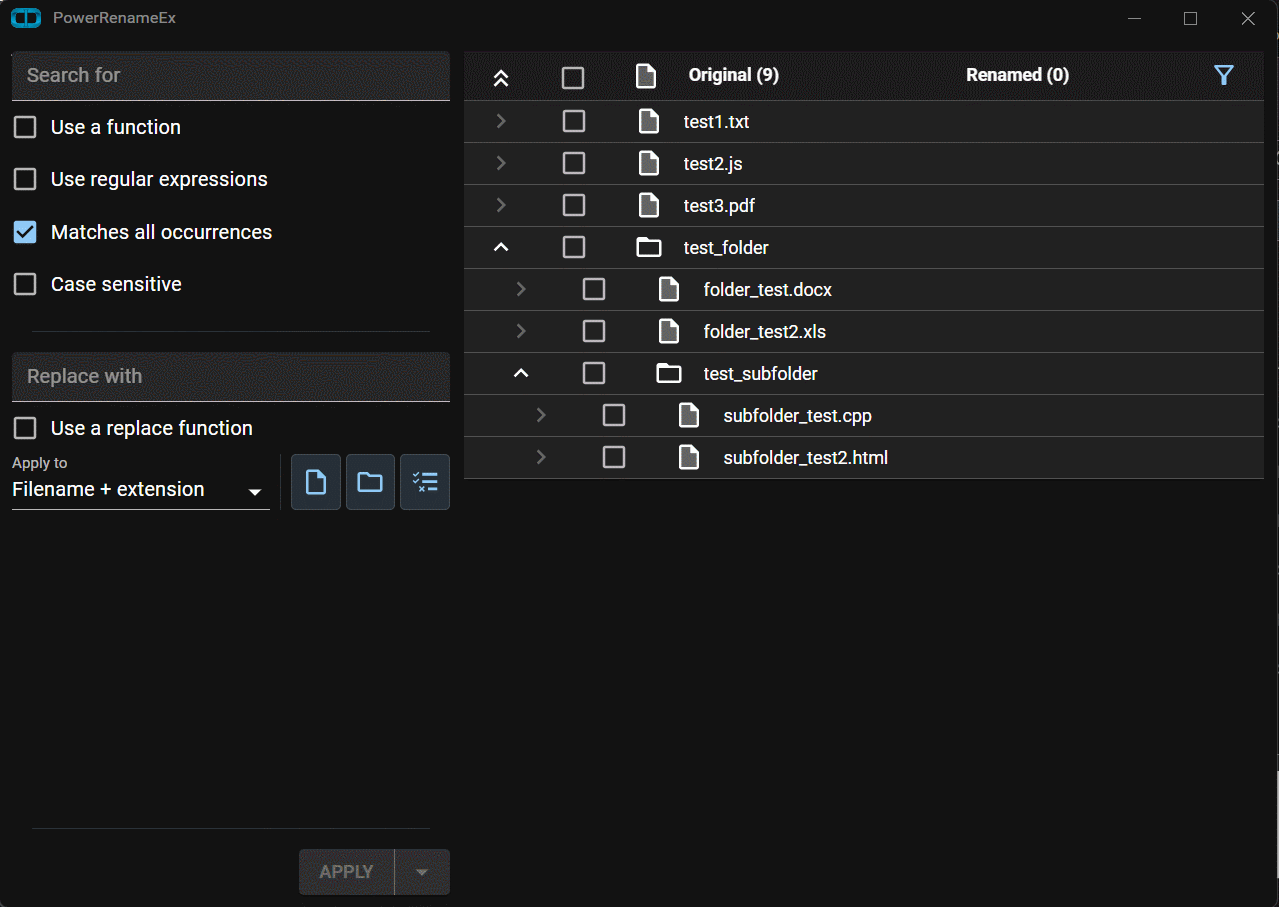 PowerRenameEx
Search for
Use a function
Use regular expressions
Matches all occurrences
Case sensitive
Replace with
Use a replace function
Apply to
Filename + extension
APPLY
Original (9) Renamed (0)
test1.txt
test2.js
test3.pdf
test_folder
folder_test.docx
folder_test2.xls
test_subfolder
subfolder_test.cpp
subfolder_test2.html